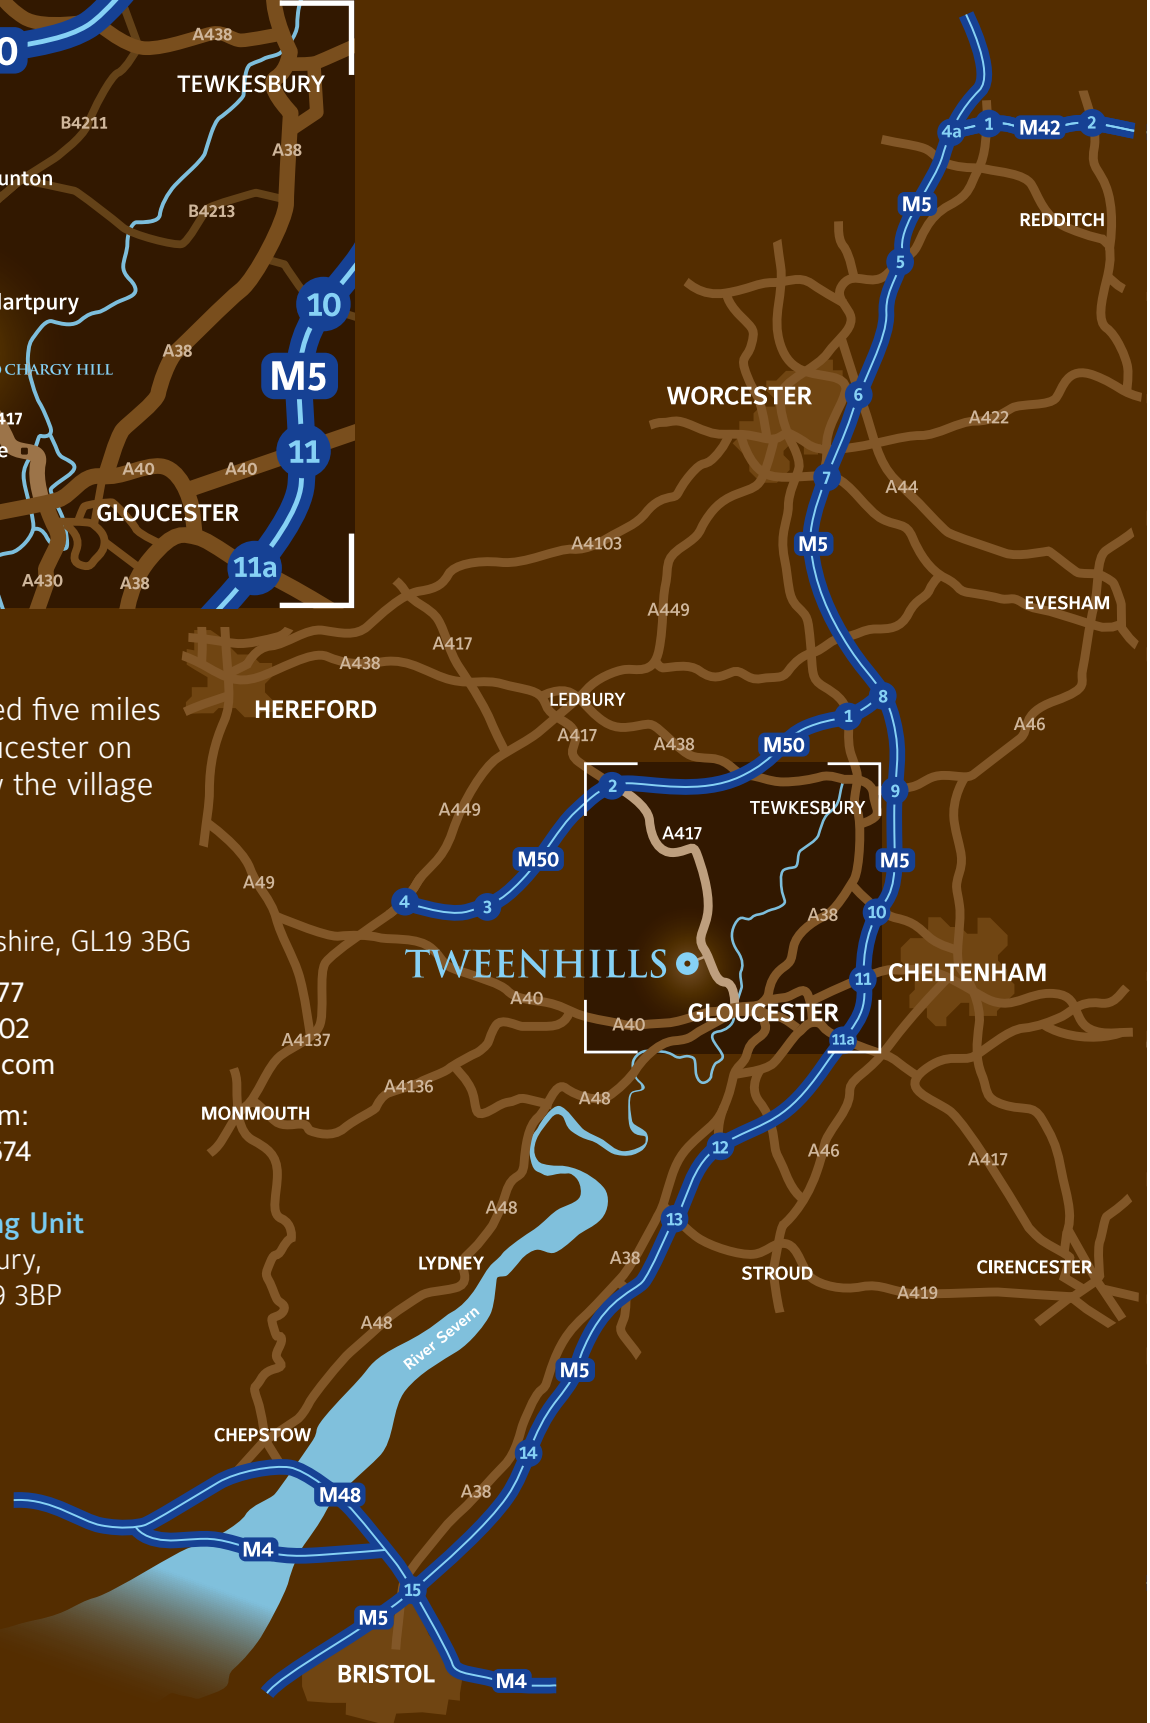 A438
TEWKESBURY
B4211
A38
unton
B4213
10
artpury
A38
CHARGY HILL
M5
417
11
A40
A40
GLOUCESTER
11a
A430
A38
ed five miles
ucester on
the village
shire, GL19 3BG
77
02
.com
m:
674
ng Unit
ury,
9 3BP
4a
1
M42
2
M5
REDDITCH
5
WORCESTER
6
A422
7
A44
A4103
M5
A449
EVESHAM
A417
A438
HEREFORD
LEDBURY
8
1
A46
A417
A438
M50
2
9
TEWKESBURY
A449
A417
M50
M5
A49
4
3
A38
10
TWEENHILLS
CHELTENHAM
11
A40
GLOUCESTER
A40
A4137
11a
A4136
A48
MONMOUTH
12
A46
A417
A48
13
LYDNEY
A38
STROUD
CIRENCESTER
A419
A48
River Severn
M5
CHEPSTOW
14
M48
A38
M4
15
M5
BRISTOL
M4